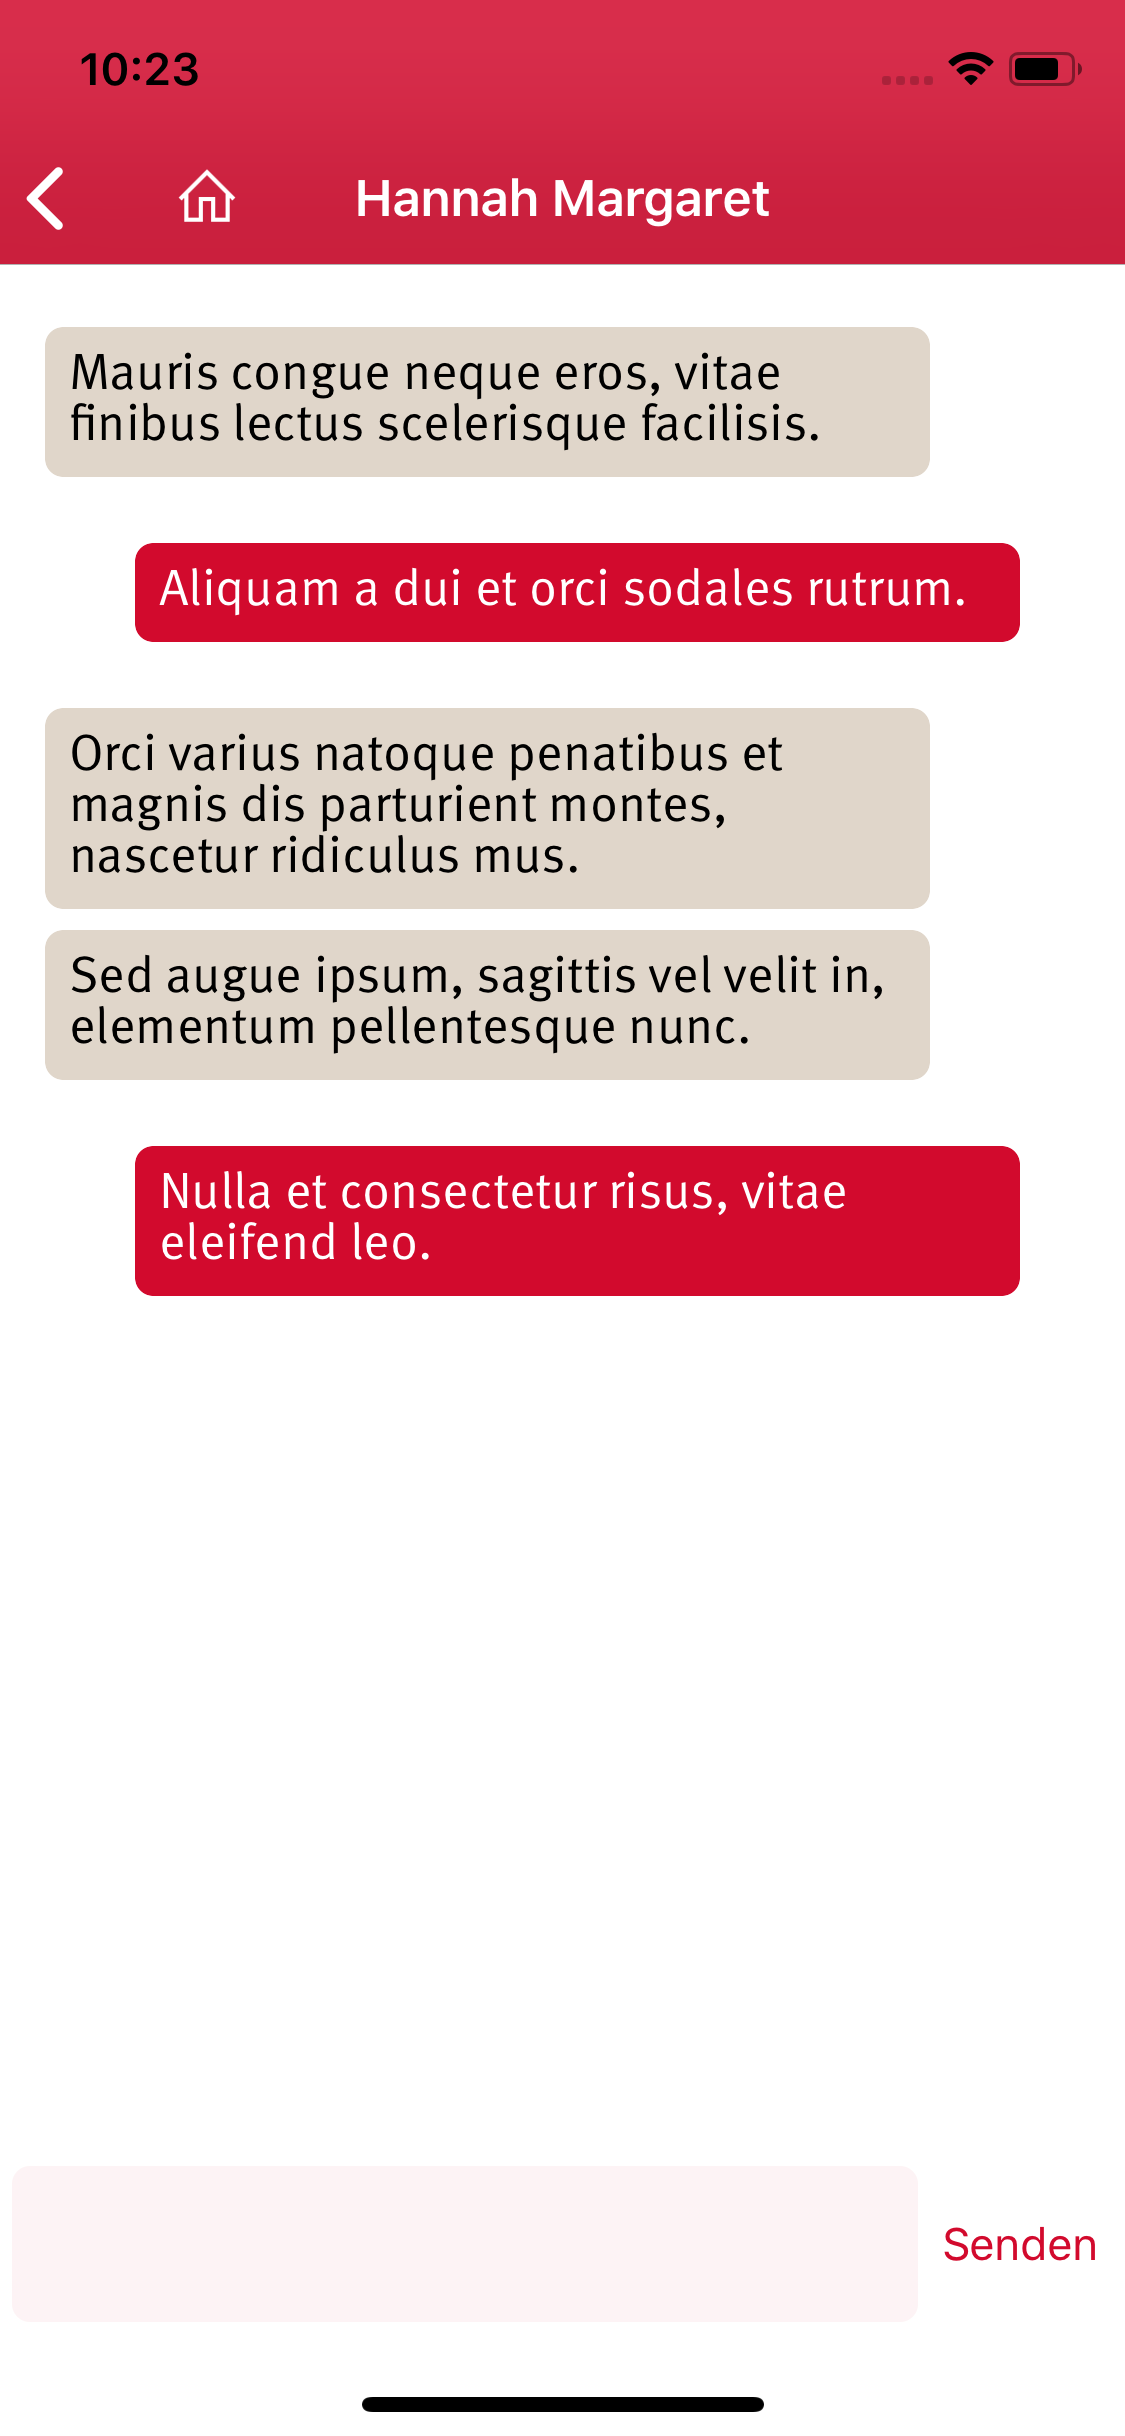 10:23
Hannah Margaret
Mauris congue neque eros, vitae
finibus lectus scelerisque facilisis.
Aliquam a dui et orci sodales rutrum.
Orci varius natoque penatibus et
magnis dis parturient montes,
nascetur ridiculus mus.
Sed augue ipsum, sagittis vel velit in,
elementum pellentesque nunc.
Nulla et consectetur risus, vitae
eleifend leo.
Senden